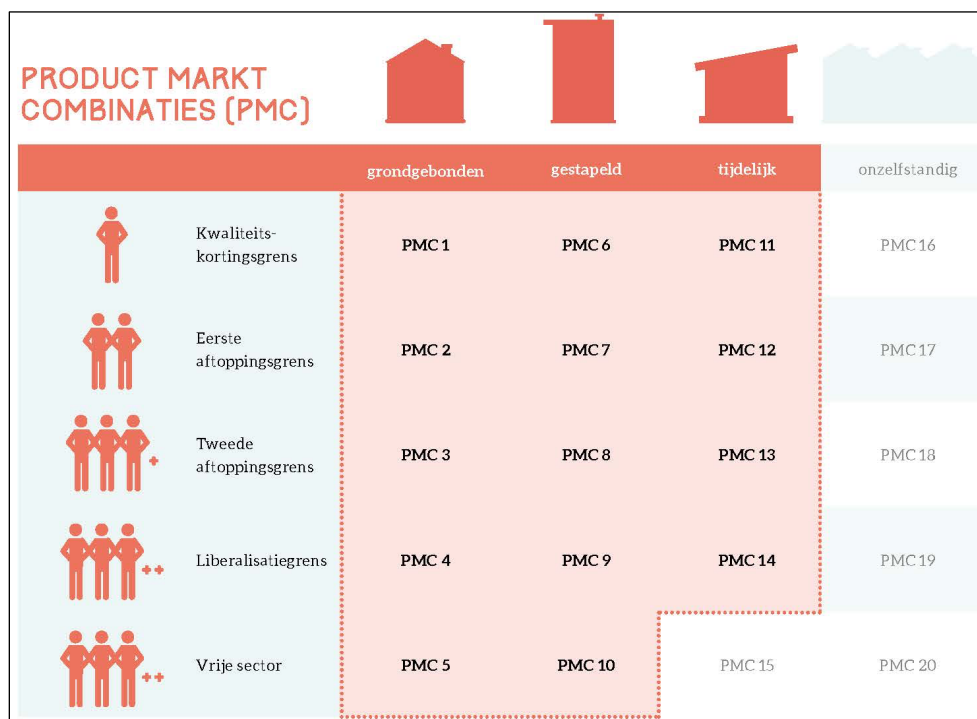 PRODUCT MARKT
COMBINATIES (PMC)
grondgebonden gestapeld tijdelijk onzelfstandig
Kwaliteits-
kortingsgrens
PMC 1 PMC 6 PMC 11 PMC 16
Eerste
aftoppingsgrens
PMC 2 PMC 7 PMC 12 PMC 17
Tweede
aftoppingsgrens
PMC 3 PMC 8 PMC 13 PMC 18
+
Liberalisatiegrens PMC 4 PMC 9 PMC 14 PMC 19
++
Vrije sector PMC 5 PMC 10 PMC 15 PMC 20
++